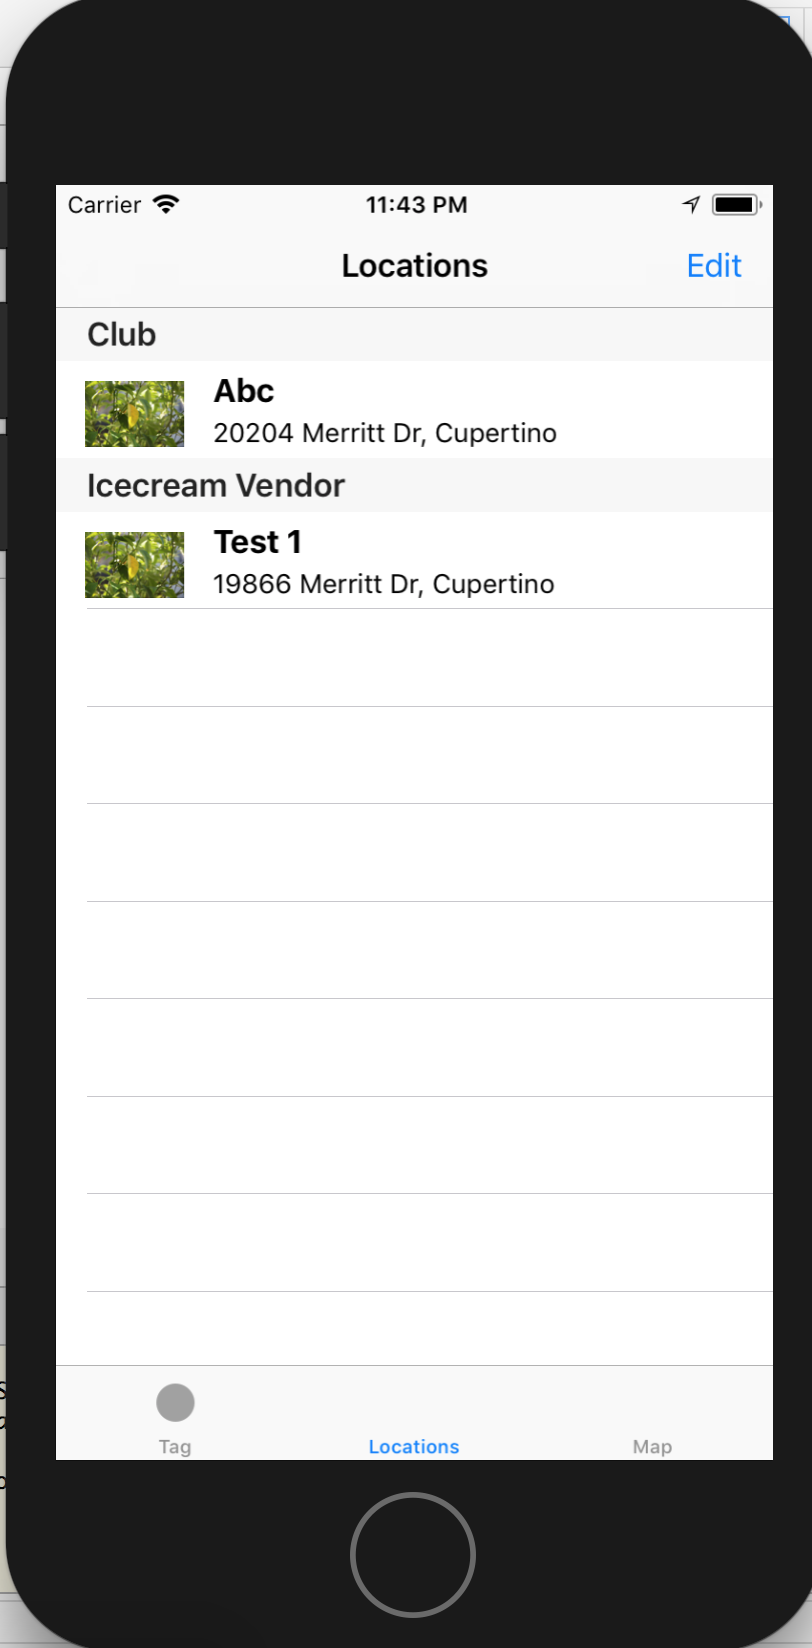 Carrier 11:43 PM
Locations Edit
Club
Abc
20204 Merritt Dr, Cupertino
Icecream Vendor
Test 1
19866 Merritt Dr, Cupertino
Tag Locations Map